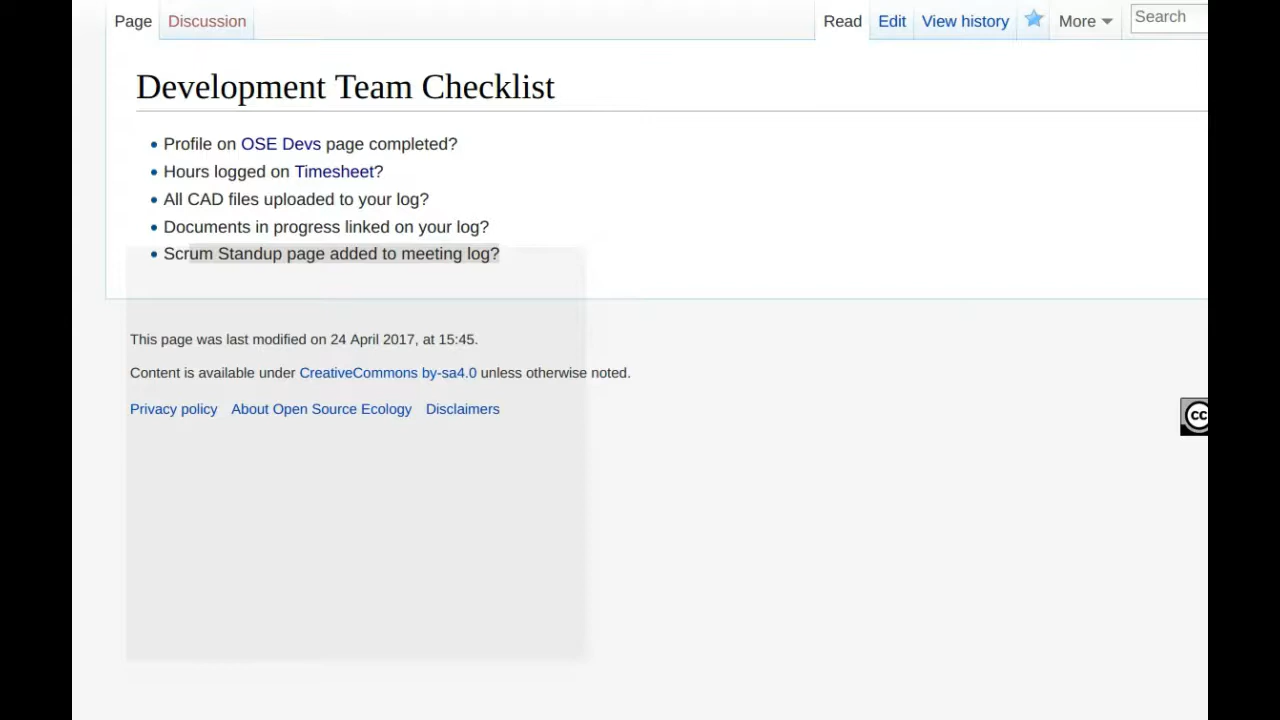 Page Discussion Read Edit View history More Search
Development Team Checklist
Profile on OSE Devs page completed?
Hours logged on Timesheet?
All CAD files uploaded to your log?
Documents in progress linked on your log?
Scrum Standup page added to meeting log?
This page was last modified on 24 April 2017, at 15:45.
Content is available under CreativeCommons by-sa4.0 unless otherwise noted.
Privacy policy About Open Source Ecology Disclaimers
cc